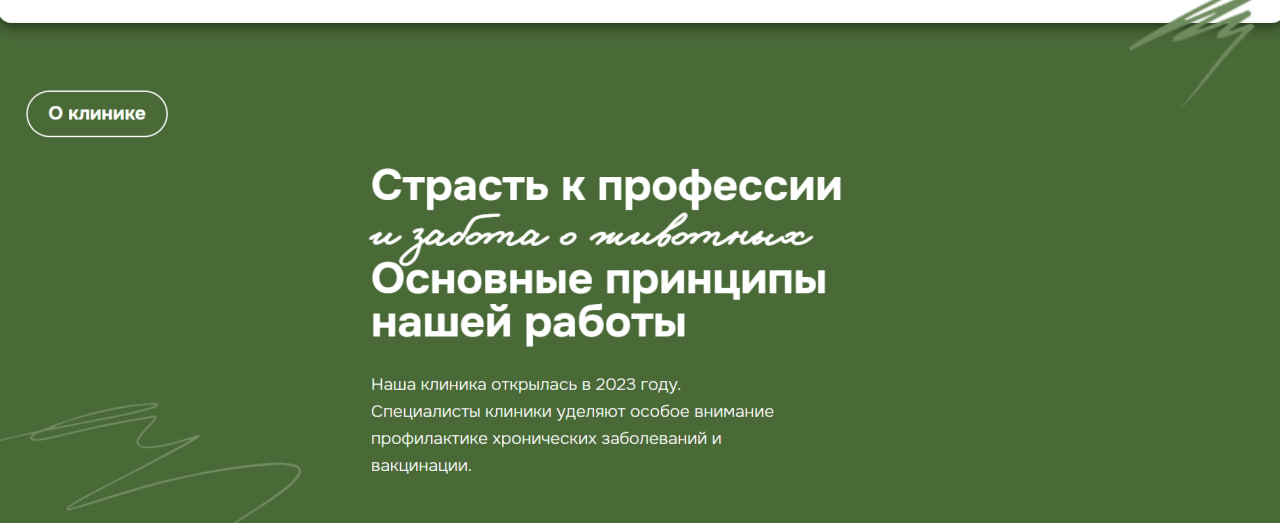 О клинике
Страсть к профессии
и забота о животных
Основные принципы
нашей работы
Наша клиника открылась в 2023 году.
Специалисты клиники уделяют особое внимание
профилактике хронических заболеваний и
вакцинации.